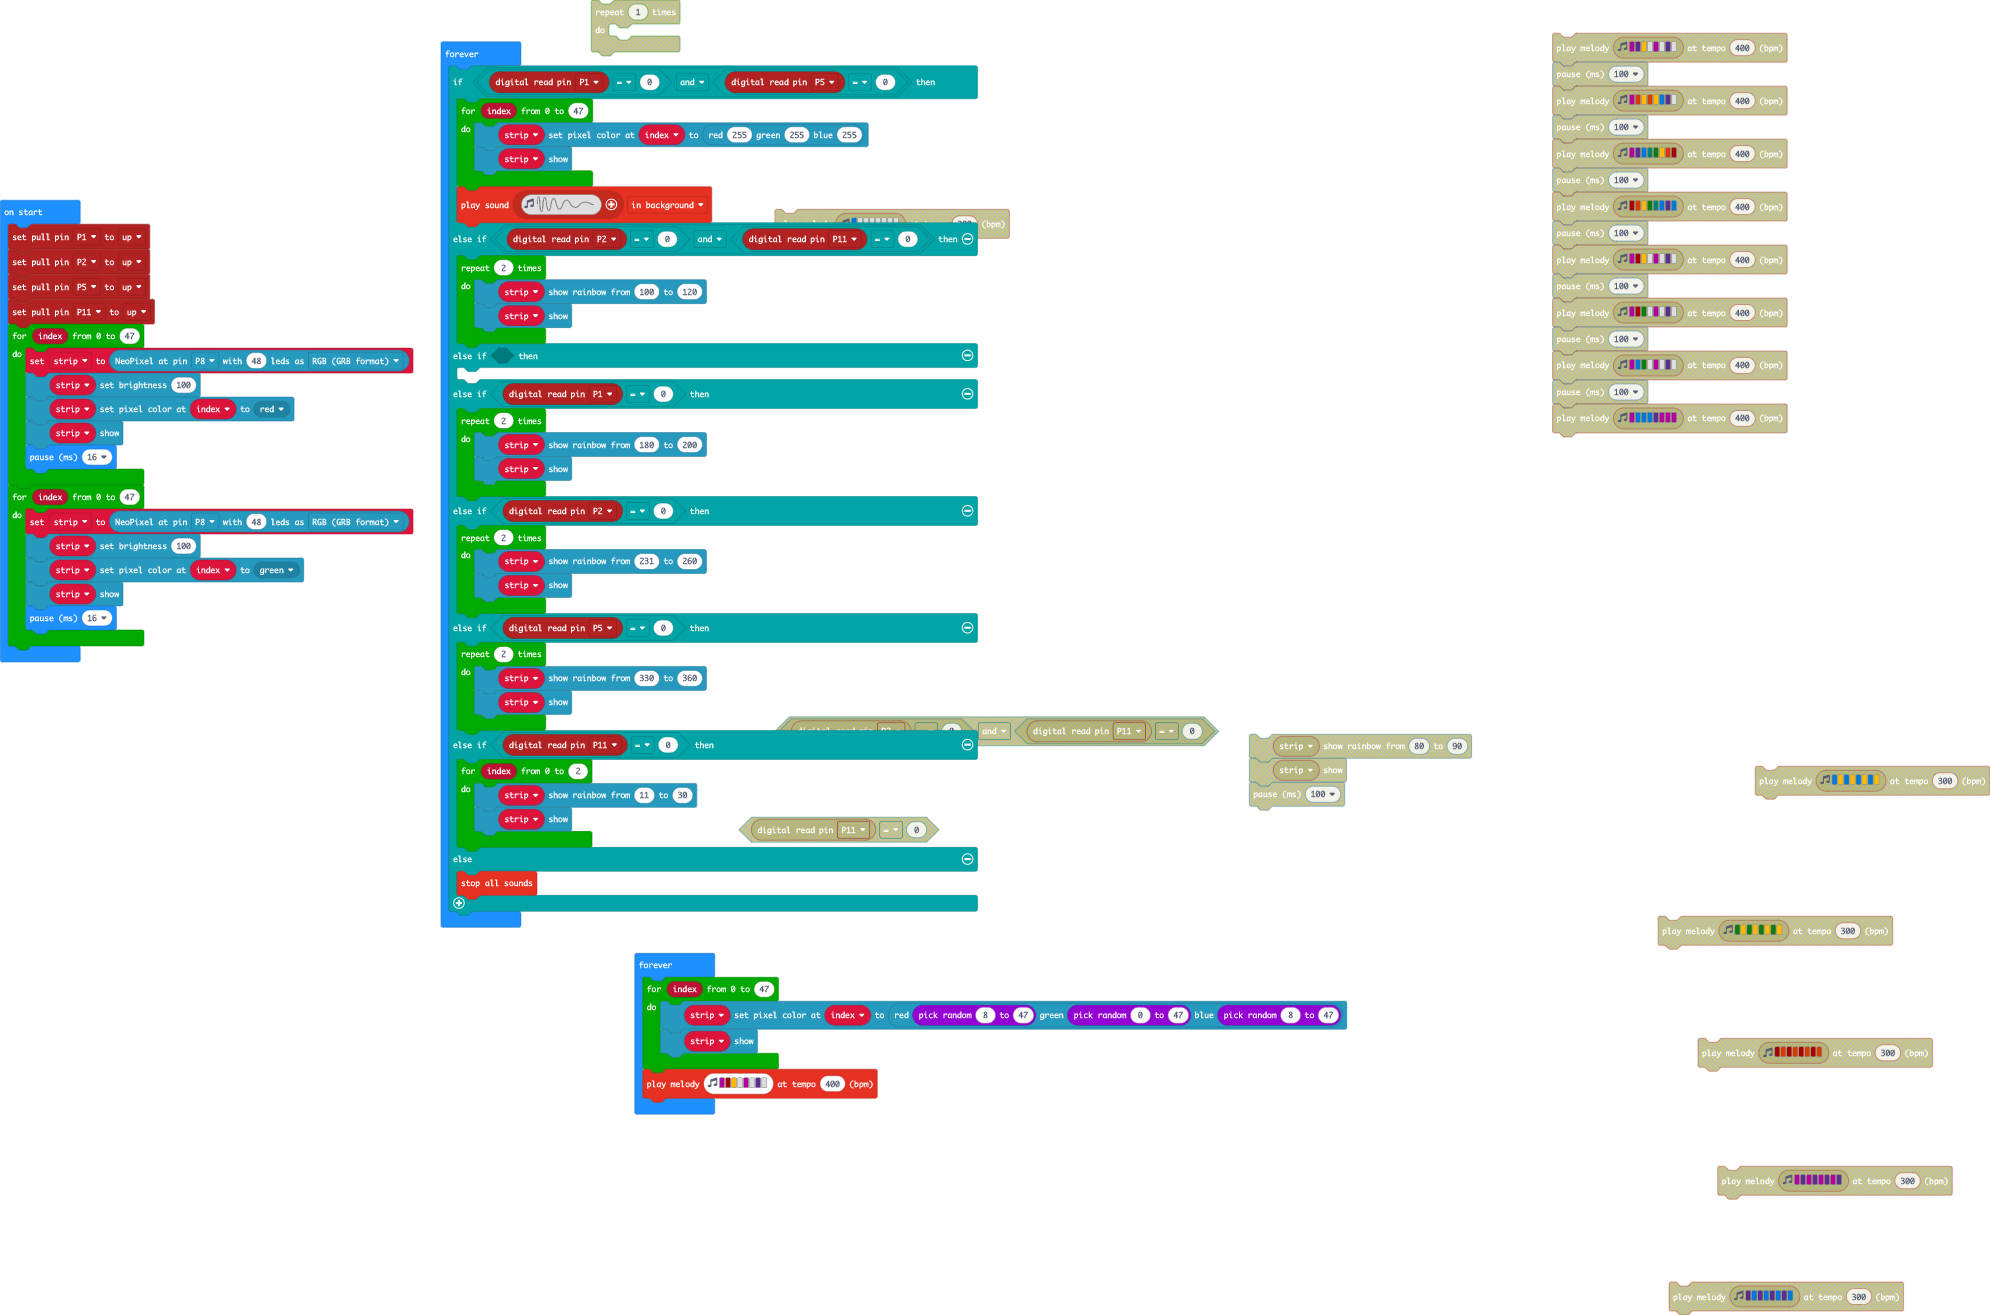 on start
set pull pin P1 to up
set pull pin P2 to up
set pull pin P5 to up
set pull pin P11 to up
for index from 0 to 47
do
set strip to NeoPixel at pin P8 with 48 leds as RGB (GRB format)
strip set brightness 100
strip set pixel color at index to red
strip show
pause (ms) 16
for index from 0 to 47
do
set strip to NeoPixel at pin P8 with 48 leds as RGB (GRB format)
strip set brightness 100
strip set pixel color at index to green
strip show
pause (ms) 16
repeat 1 times
do
forever
if digital read pin P1 = 0 and digital read pin P5 = 0 then
for index from 0 to 47
do
strip set pixel color at index to red 255 green 255 blue 255
strip show
play sound in background
(bpm)
else if digital read pin P2 = 0 and digital read pin P11 = 0 then
repeat 2 times
do
strip show rainbow from 100 to 120
strip show
else if then
else if digital read pin P1 = 0 then
repeat 2 times
do
strip show rainbow from 180 to 200
strip show
else if digital read pin P2 = 0 then
repeat 2 times
do
strip show rainbow from 231 to 260
strip show
else if digital read pin P5 = 0 then
repeat 2 times
do
strip show rainbow from 330 to 360
strip show
and digital read pin P11 = 0
else if digital read pin P11 = 0 then
for index from 0 to 2
do
strip show rainbow from 11 to 30
strip show
digital read pin P11 = 0
else
stop all sounds
forever
for index from 0 to 47
do
strip set pixel color at index to red pick random 8 to 47 green pick random 0 to 47 blue pick random 8 to 47
strip show
play melody at tempo 400 (bpm)
strip show rainbow from 80 to 90
strip show
pause (ms) 100
play melody at tempo 400 (bpm)
pause (ms) 100
play melody at tempo 400 (bpm)
pause (ms) 100
play melody at tempo 400 (bpm)
pause (ms) 100
play melody at tempo 400 (bpm)
pause (ms) 100
play melody at tempo 400 (bpm)
pause (ms) 100
play melody at tempo 400 (bpm)
pause (ms) 100
play melody at tempo 400 (bpm)
pause (ms) 100
play melody at tempo 400 (bpm)
play melody at tempo 300 (bpm)
play melody at tempo 300 (bpm)
play melody at tempo 300 (bpm)
play melody at tempo 300 (bpm)
play melody at tempo 300 (bpm)